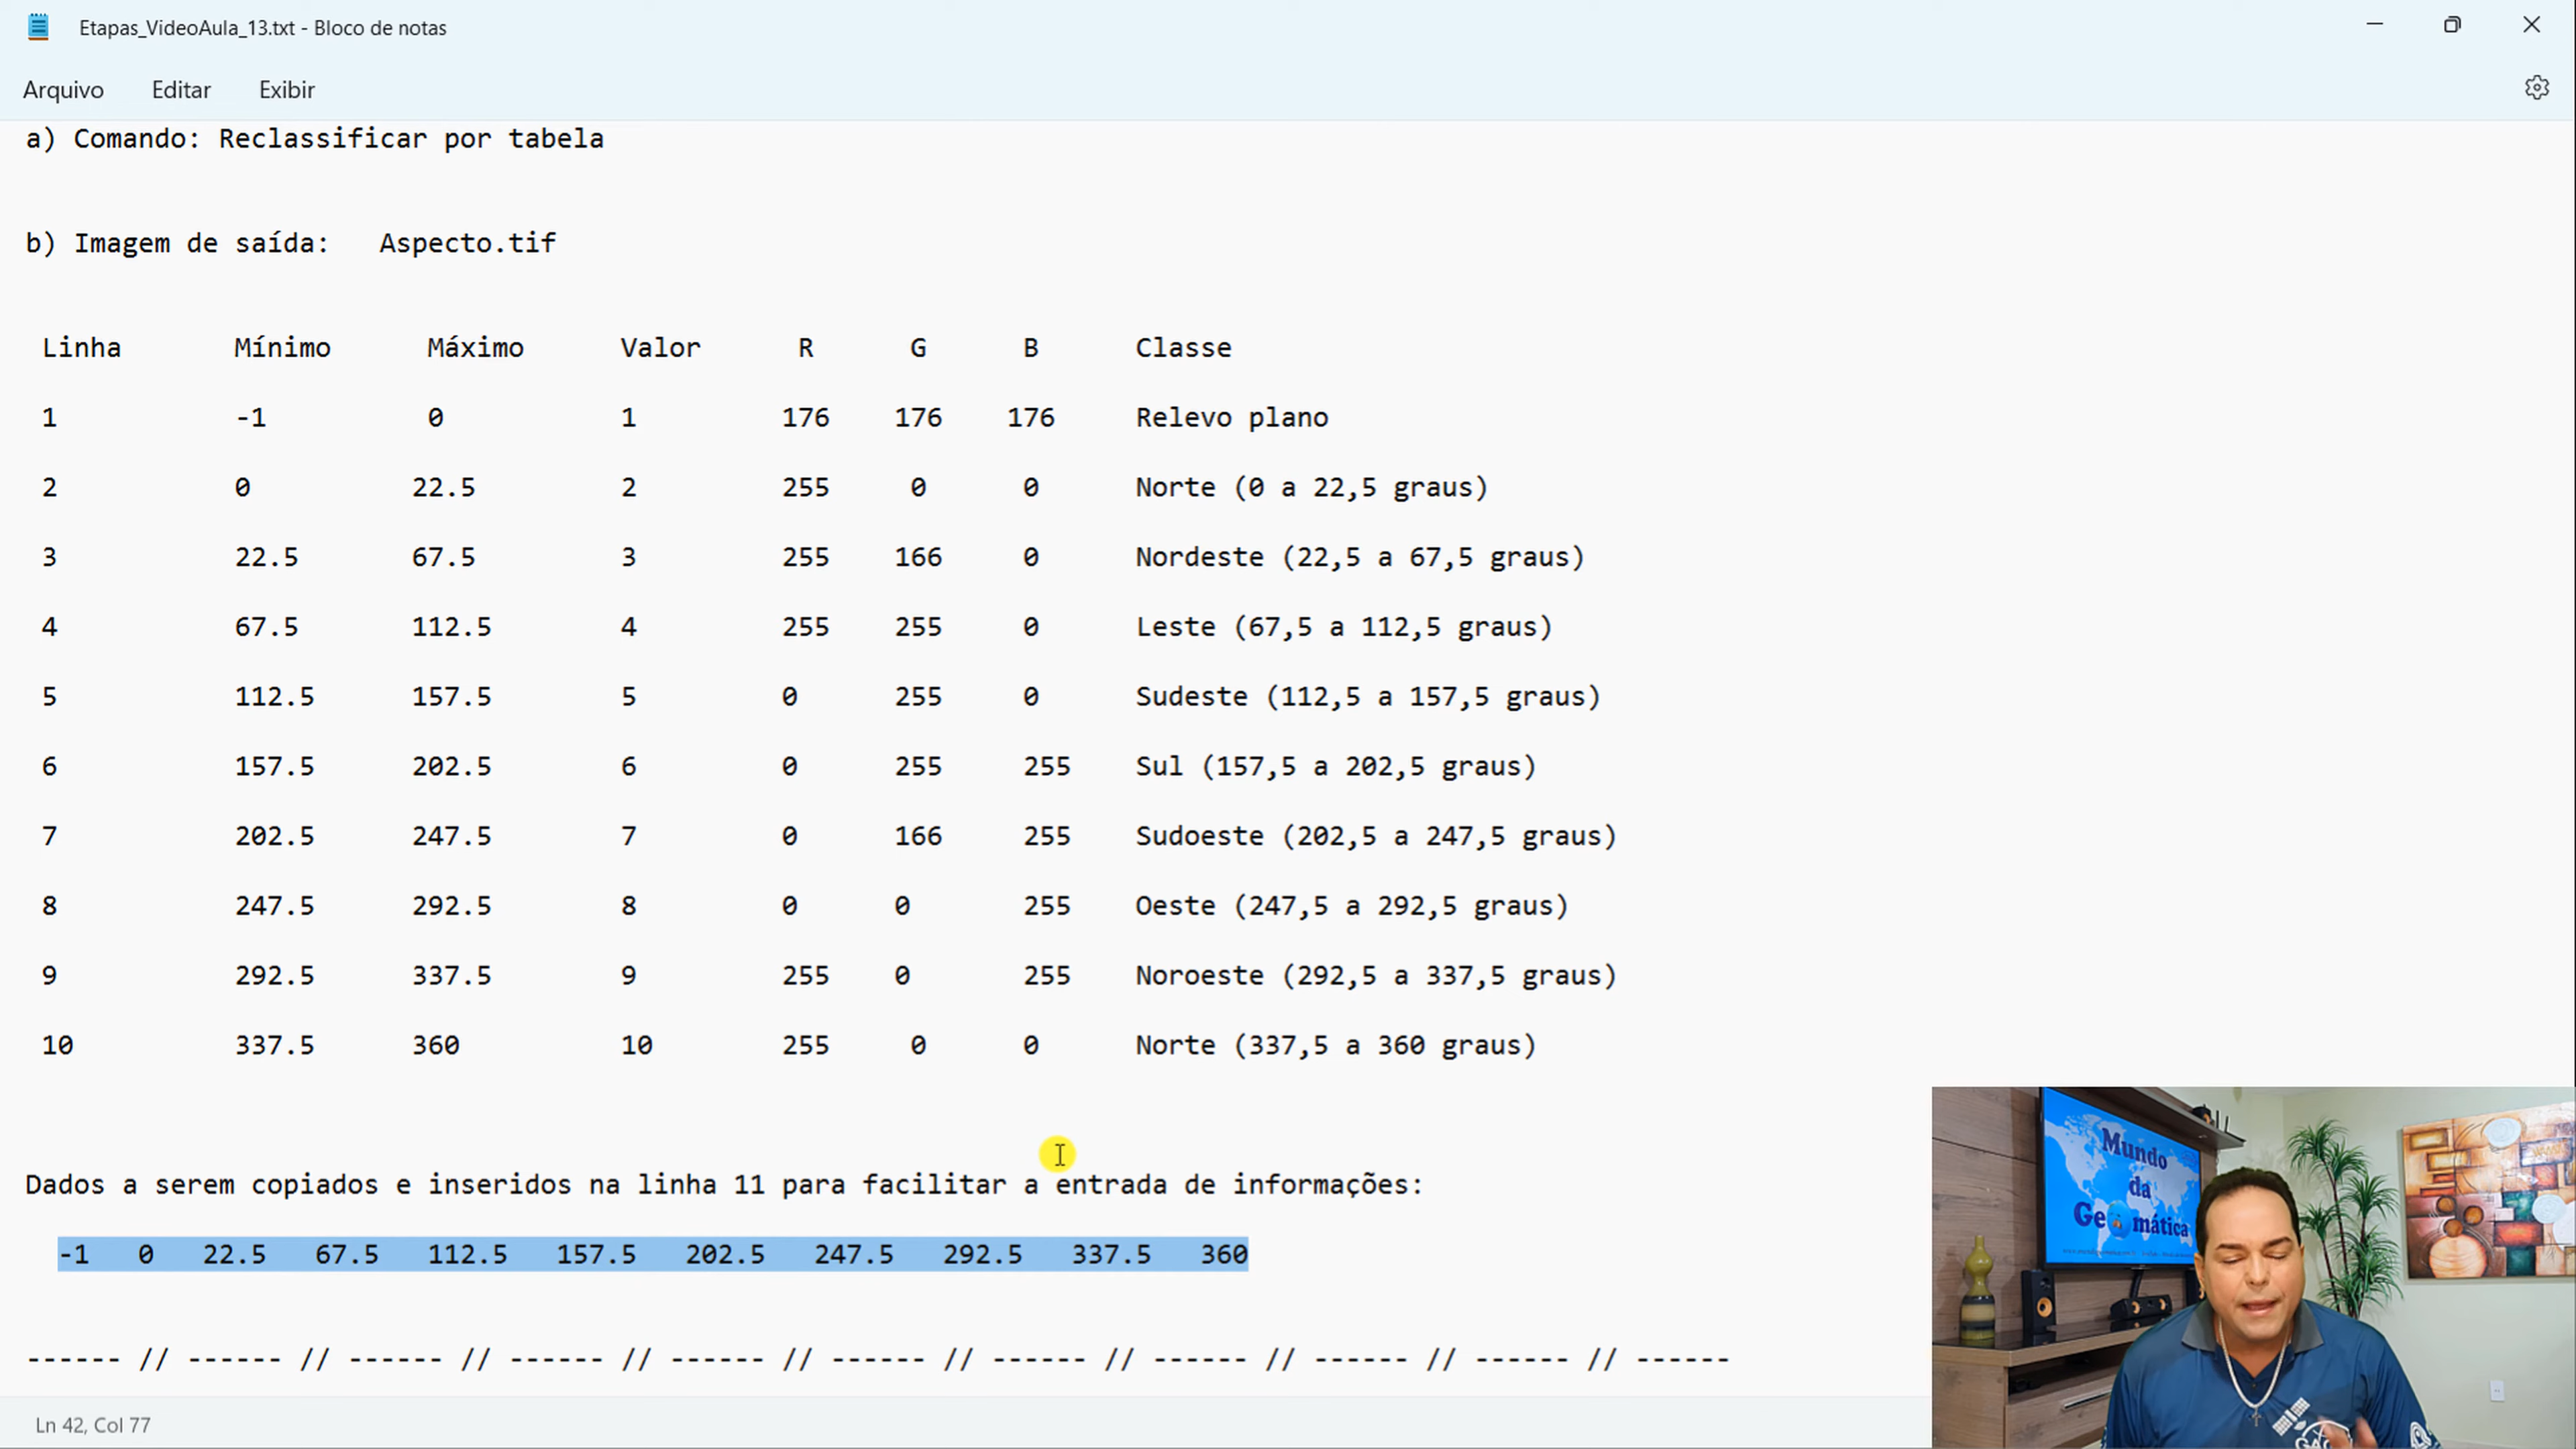 Etapas_VideoAula_13.txt - Bloco de notas
Arquivo Editar Exibir
a) Comando: Reclassificar por tabela
b) Imagem de saída: Aspecto.tif
Linha Mínimo Máximo Valor R G B Classe
1 -1 0 1 176 176 176 Relevo plano
2 0 22.5 2 255 0 0 Norte (0 a 22,5 graus)
3 22.5 67.5 3 255 166 0 Nordeste (22,5 a 67,5 graus)
4 67.5 112.5 4 255 255 0 Leste (67,5 a 112,5 graus)
5 112.5 157.5 5 0 255 0 Sudeste (112,5 a 157,5 graus)
6 157.5 202.5 6 0 255 255 Sul (157,5 a 202,5 graus)
7 202.5 247.5 7 0 166 255 Sudoeste (202,5 a 247,5 graus)
8 247.5 292.5 8 0 0 255 Oeste (247,5 a 292,5 graus)
9 292.5 337.5 9 255 0 255 Noroeste (292,5 a 337,5 graus)
10 337.5 360 10 255 0 0 Norte (337,5 a 360 graus)
Dados a serem copiados e inseridos na linha 11 para facilitar a entrada de informações:
-1 0 22.5 67.5 112.5 157.5 202.5 247.5 292.5 337.5 360
------ // ------ // ------ // ------ // ------ // ------ // ------ // ------ // ------ // ------ // ------
Ln 42, Col 77
Mundo
da
Geomática